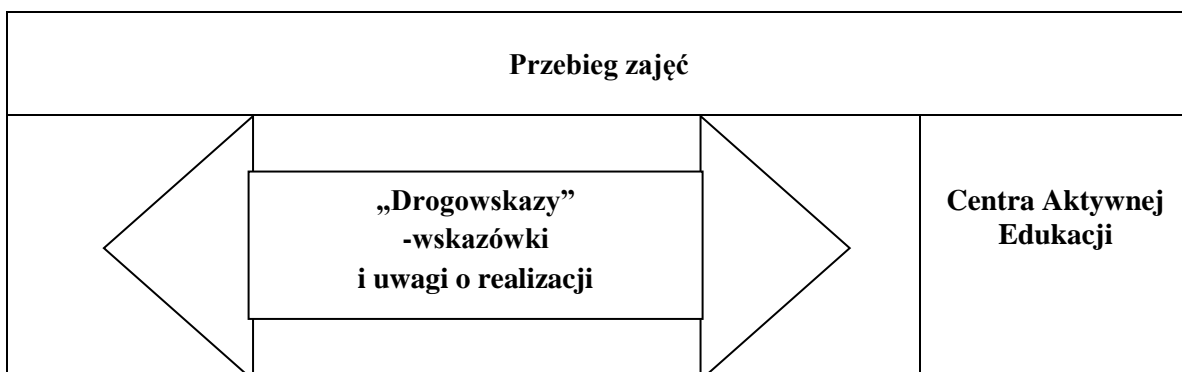 Przebieg zajęć
„Drogowskazy”
-wskazówki
i uwagi o realizacji
Centra Aktywnej
Edukacji